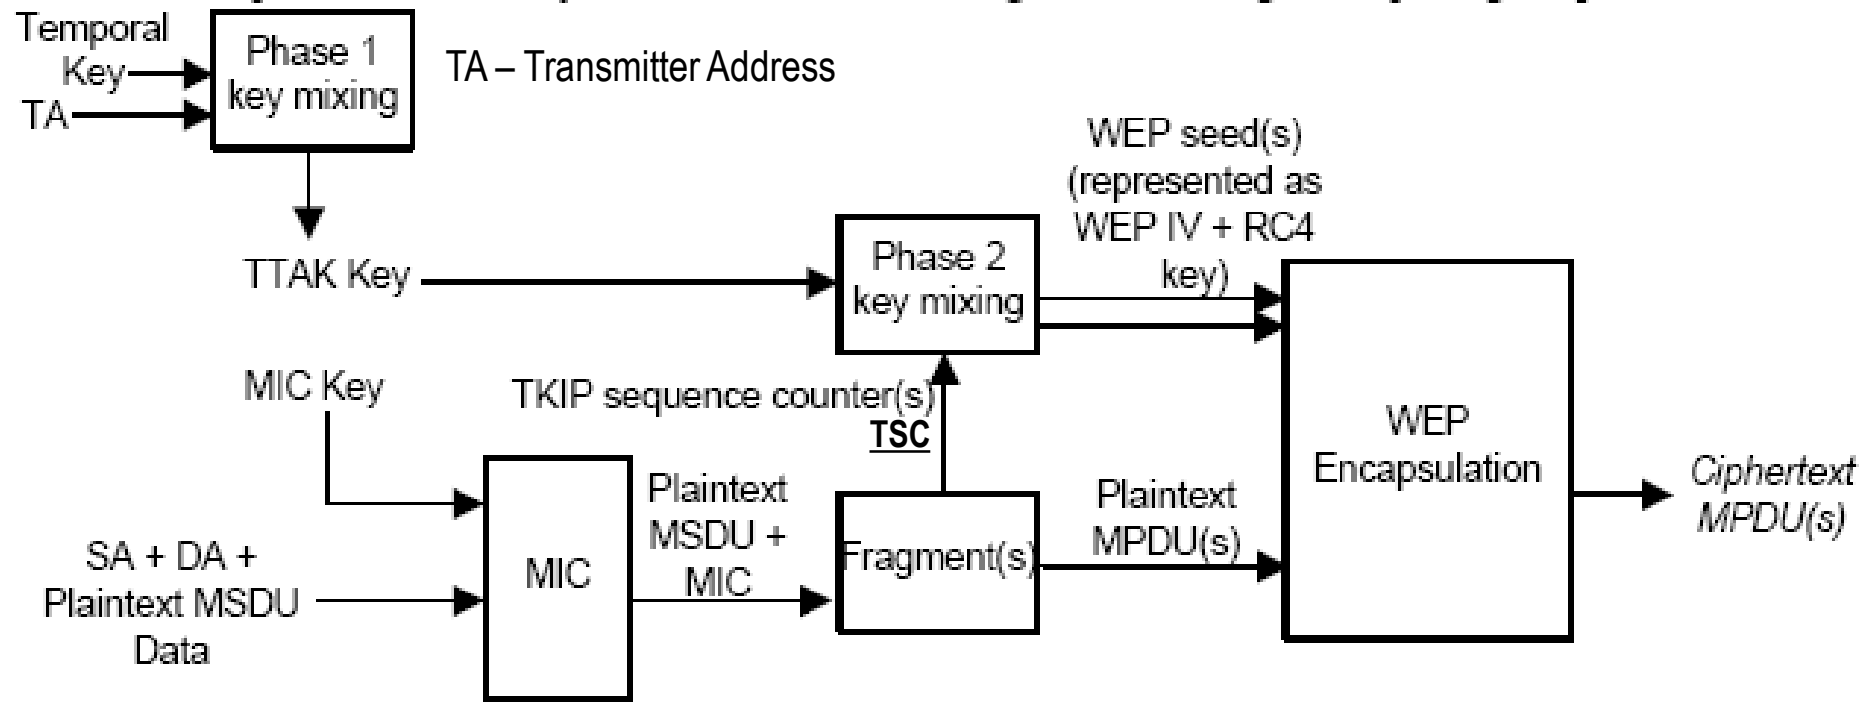 Temporal
Key
TA
Phase 1
key mixing
TA – Transmitter Address
TTAK Key
Phase 2
key mixing
WEP seed(s)
(represented as
WEP IV + RC4
key)
MIC Key
TKIP sequence counter(s)
TSC
SA + DA +
Plaintext MSDU
Data
MIC
Plaintext
MSDU +
MIC
Fragment(s)
Plaintext
MPDU(s)
WEP
Encapsulation
Ciphertext
MPDU(s)